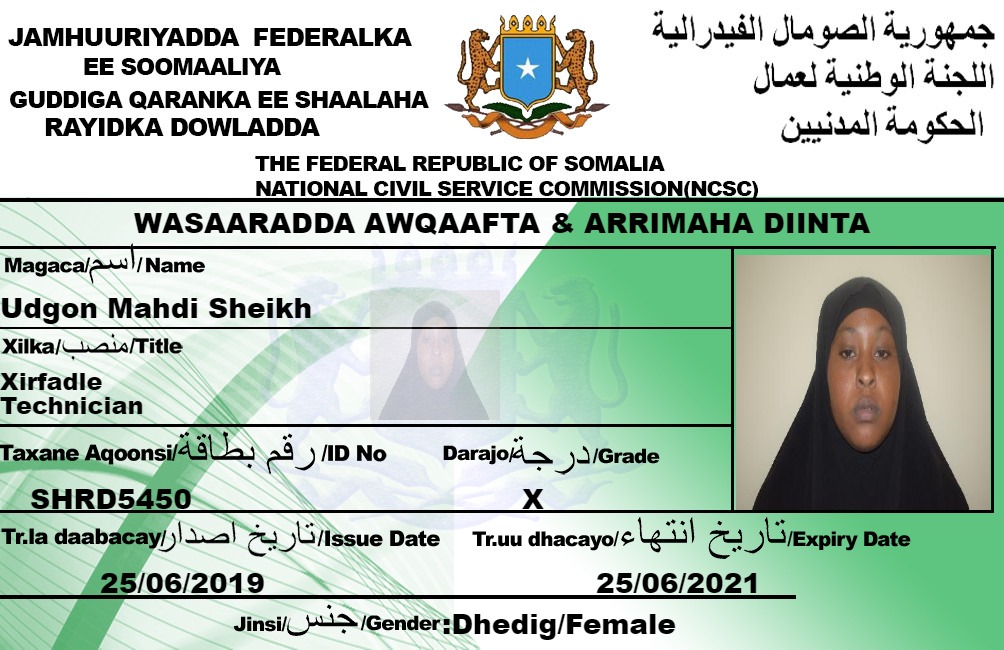 JAMHUURIYADDA FEDERALKA
EE SOOMAALIYA
GUDDIGA QARANKA EE SHAALAHA
RAYIDKA DOWLADDA
جمهورية الصومال الفيدرالية
اللجنة الوطنية لعمال
الحكومة المدنيين
THE FEDERAL REPUBLIC OF SOMALIA
NATIONAL CIVIL SERVICE COMMISSION(NCSC)
WASAARADDA AWQAAFTA & ARRIMAHA DIINTA
Magaca/اسم/Name
Udgon Mahdi Sheikh
Xilka/منصب/Title
Xirfadle
Technician
Taxane Aqoonsi/رقم بطاقة/ID No
SHRD5450
Darajo/درجة/Grade
X
Tr.la daabacay/تاريخ اصدار/Issue Date
25/06/2019
Tr.uu dhacayo/تاريخ انتهاء/Expiry Date
25/06/2021
Jinsi/جنس/Gender:Dhedig/Female